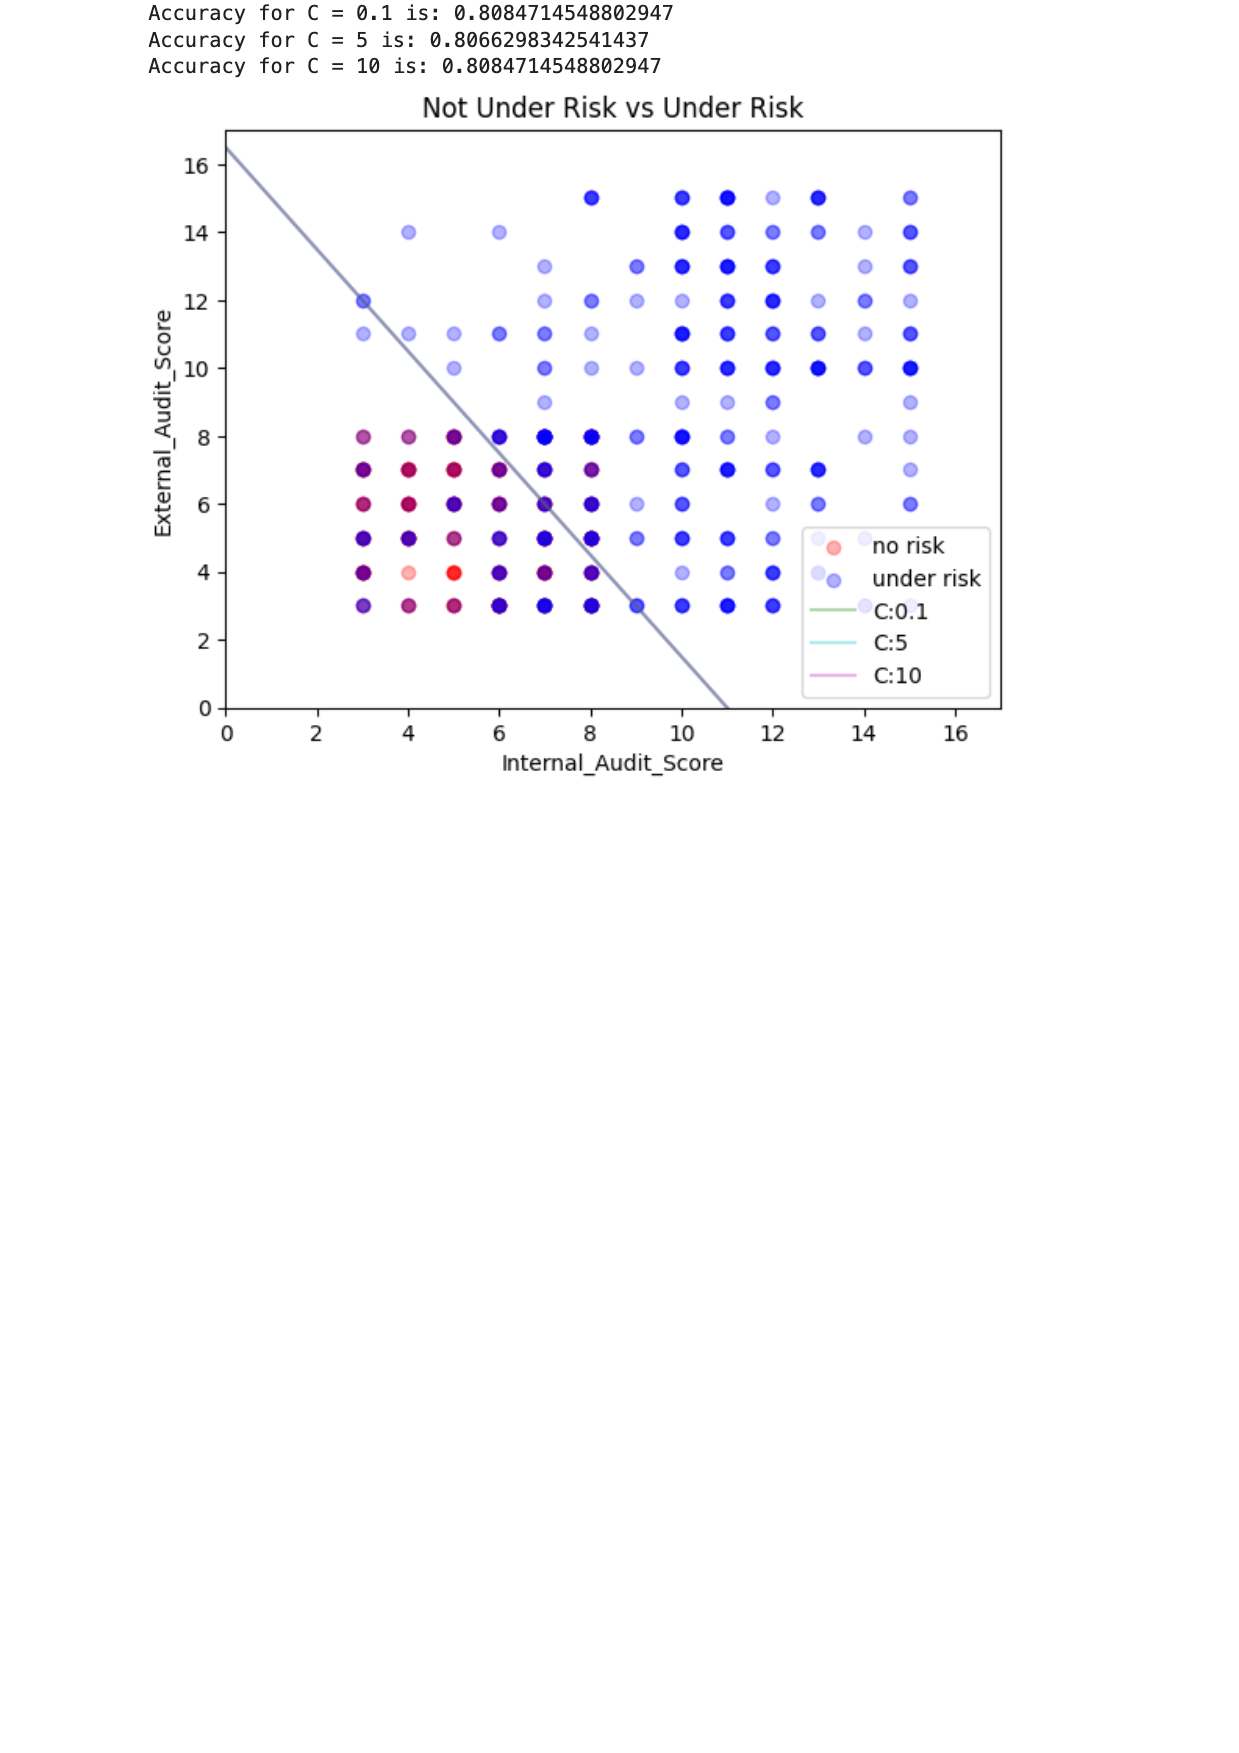 Accuracy for C = 0.1 is: 0.8084714548802947
Accuracy for C = 5 is: 0.8066298342541437
Accuracy for C = 10 is: 0.8084714548802947
Not Under Risk vs Under Risk
16
14
12
10
8
6
4
2
0
External_Audit_Score
no risk
under risk
C:0.1
C:5
C:10
0 2 4 6 8 10 12 14 16
Internal_Audit_Score